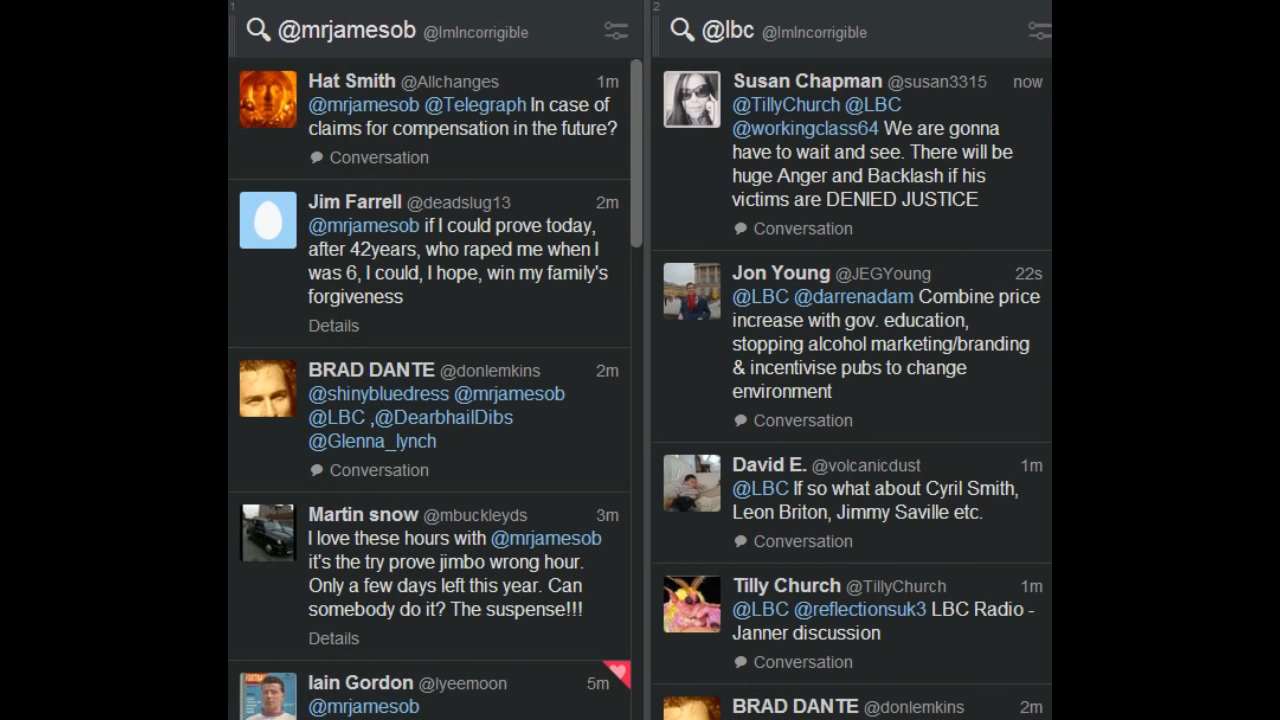 1
@mrjamesob @ImIncorrigible
Hat Smith @Allchanges 1m
@mrjamesob @Telegraph In case of
claims for compensation in the future?
Conversation
Jim Farrell @deadslug13 2m
@mrjamesob if I could prove today,
after 42years, who raped me when I
was 6, I could, I hope, win my family's
forgiveness
Details
BRAD DANTE @donlemkins 2m
@shinybluedress @mrjamesob
@LBC ,@DearbhailDibs
@Glenna_lynch
Conversation
Martin snow @mbuckleyds 3m
I love these hours with @mrjamesob
it's the try prove jimbo wrong hour.
Only a few days left this year. Can
somebody do it? The suspense!!!
Details
Iain Gordon @lyeemoon 5m
@mrjamesob
2
@lbc @ImIncorrigible
Susan Chapman @susan3315 now
@TillyChurch @LBC
@workingclass64 We are gonna
have to wait and see. There will be
huge Anger and Backlash if his
victims are DENIED JUSTICE
Conversation
Jon Young @JEGYoung 22s
@LBC @darrenadam Combine price
increase with gov. education,
stopping alcohol marketing/branding
& incentivise pubs to change
environment
Conversation
David E. @volcanicdust 1m
@LBC If so what about Cyril Smith,
Leon Briton, Jimmy Saville etc.
Conversation
Tilly Church @TillyChurch 1m
@LBC @reflectionsuk3 LBC Radio -
Janner discussion
Conversation
BRAD DANTE @donlemkins 2m